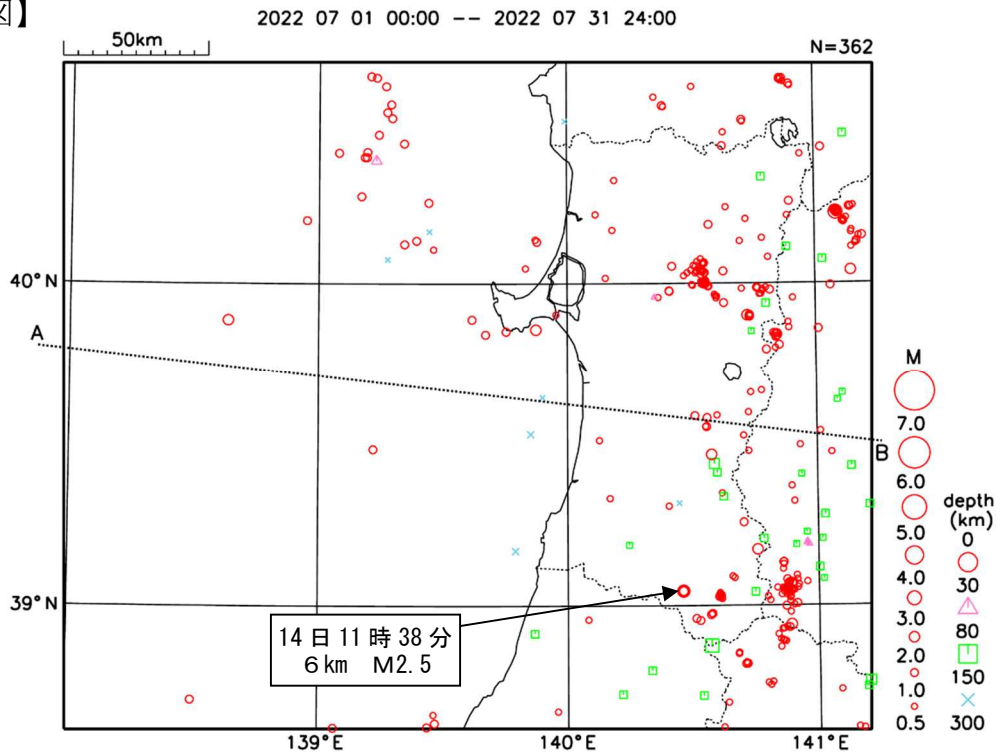 図】
2022 07 01 00:00 -- 2022 07 31 24:00
50km
N=362
40°N
A
B
39°N
14日11時38分
6km M2.5
139°E
140°E
141°E
M
7.0
6.0
5.0
4.0
3.0
2.0
1.0
0.5
depth
(km)
0
30
80
150
300